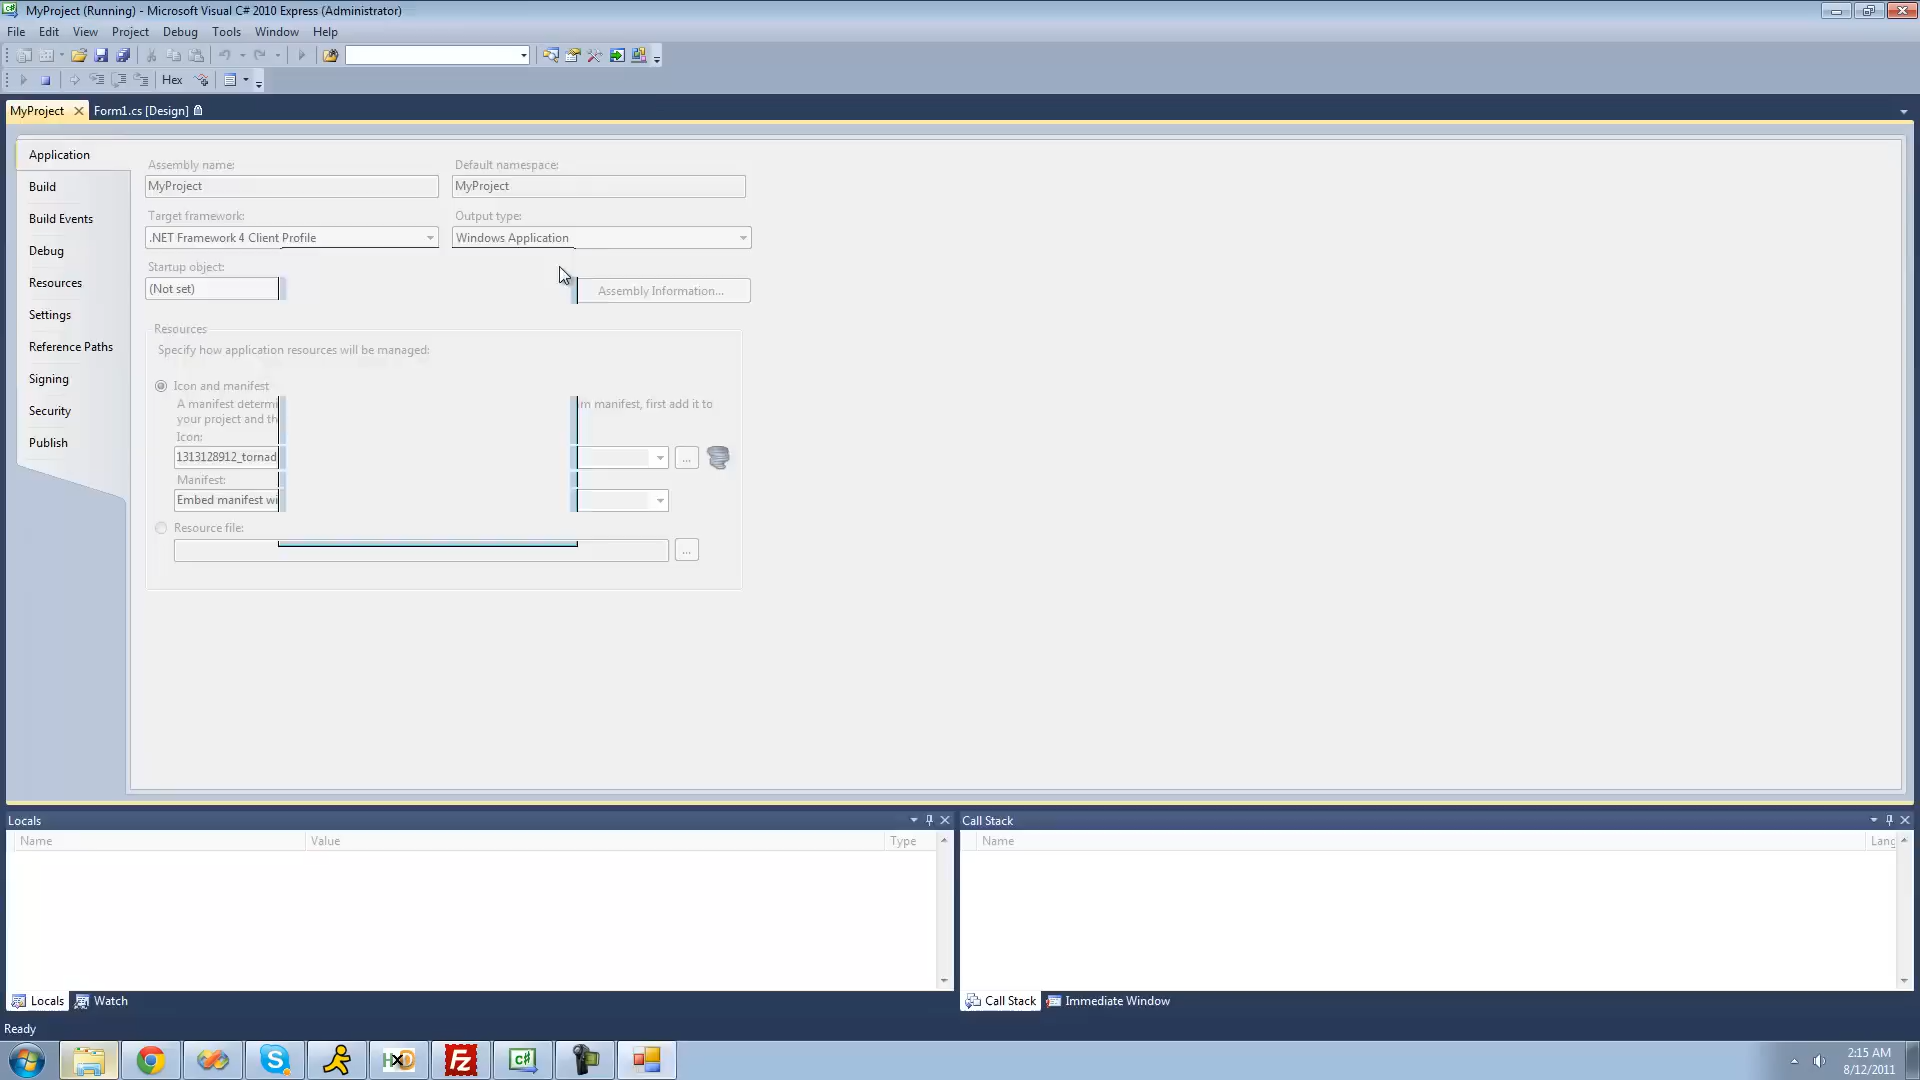 MyProject (Running) - Microsoft Visual C# 2010 Express (Administrator)
File Edit View Project Debug Tools Window Help
Hex
MyProject Form1.cs [Design]
Application
Build
Build Events
Debug
Resources
Settings
Reference Paths
Signing
Security
Publish
Assembly name: Default namespace:
MyProject MyProject
Target framework: Output type:
.NET Framework 4 Client Profile Windows Application
Startup object:
(Not set) Assembly Information...
Resources
Specify how application resources will be managed:
Icon and manifest
A manifest determi m manifest, first add it to
your project and th
Icon:
1313128912_tornad ...
Manifest:
Embed manifest wi
Resource file:
...
Locals
Name Value Type
Call Stack
Name Lang
Locals Watch
Call Stack Immediate Window
Ready
2:15 AM
8/12/2011